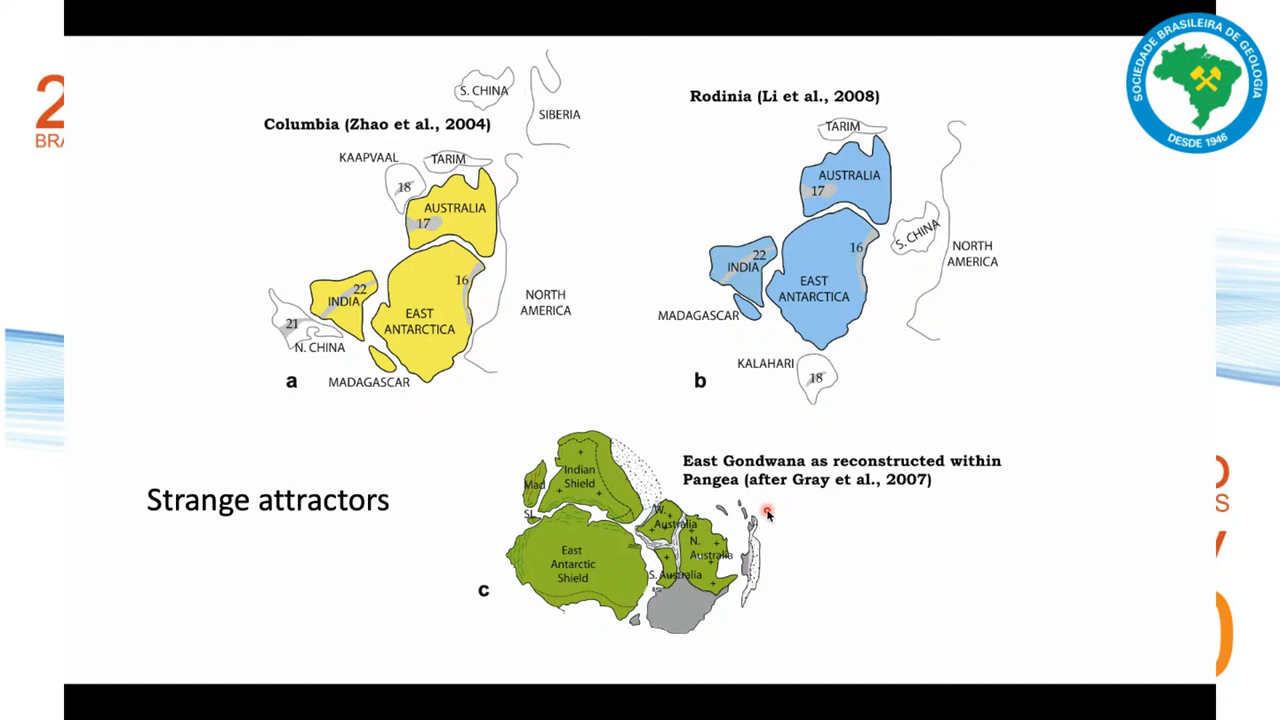 SOCIEDADE BRASILEIRA DE GEOLOGIA
DESDE 1946
2
BRA
Columbia (Zhao et al., 2004)
S. CHINA
SIBERIA
KAAPVAAL
TARIM
18
AUSTRALIA
17
16
22
INDIA
EAST
ANTARCTICA
NORTH
AMERICA
21
N. CHINA
a
MADAGASCAR
Rodinia (Li et al., 2008)
TARIM
AUSTRALIA
17
S. CHINA
16
22
INDIA
NORTH
AMERICA
EAST
ANTARCTICA
MADAGASCAR
KALAHARI
18
b
Strange attractors
East Gondwana as reconstructed within
Pangea (after Gray et al., 2007)
Indian
Shield
Mad
SL
W.
Australia
N.
Australia
S. Australia
East
Antarctic
Shield
c